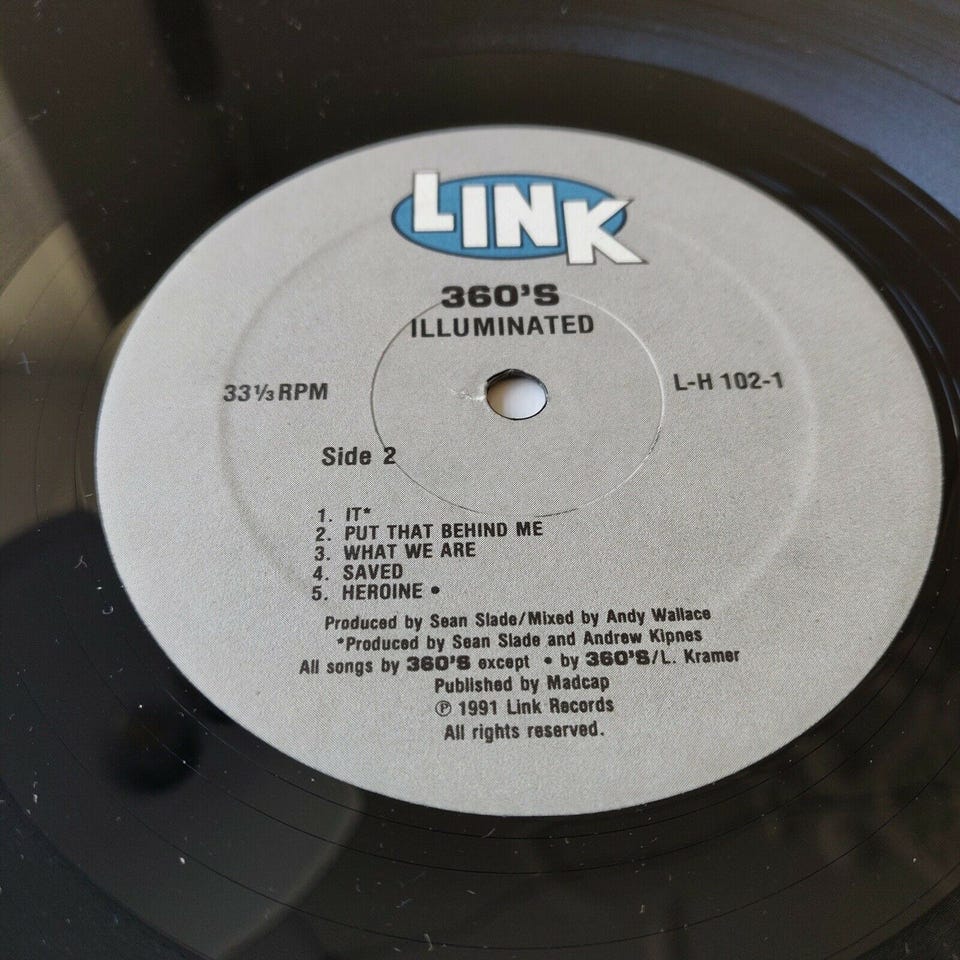 LINK
360'S
ILLUMINATED
33⅓ RPM
L-H 102-1
Side 2
1. IT*
2. PUT THAT BEHIND ME
3. WHAT WE ARE
4. SAVED
5. HEROINE •
Produced by Sean Slade/Mixed by Andy Wallace
*Produced by Sean Slade and Andrew Kipnes
All songs by 360'S except • by 360'S/L. Kramer
Published by Madcap
℗ 1991 Link Records
All rights reserved.